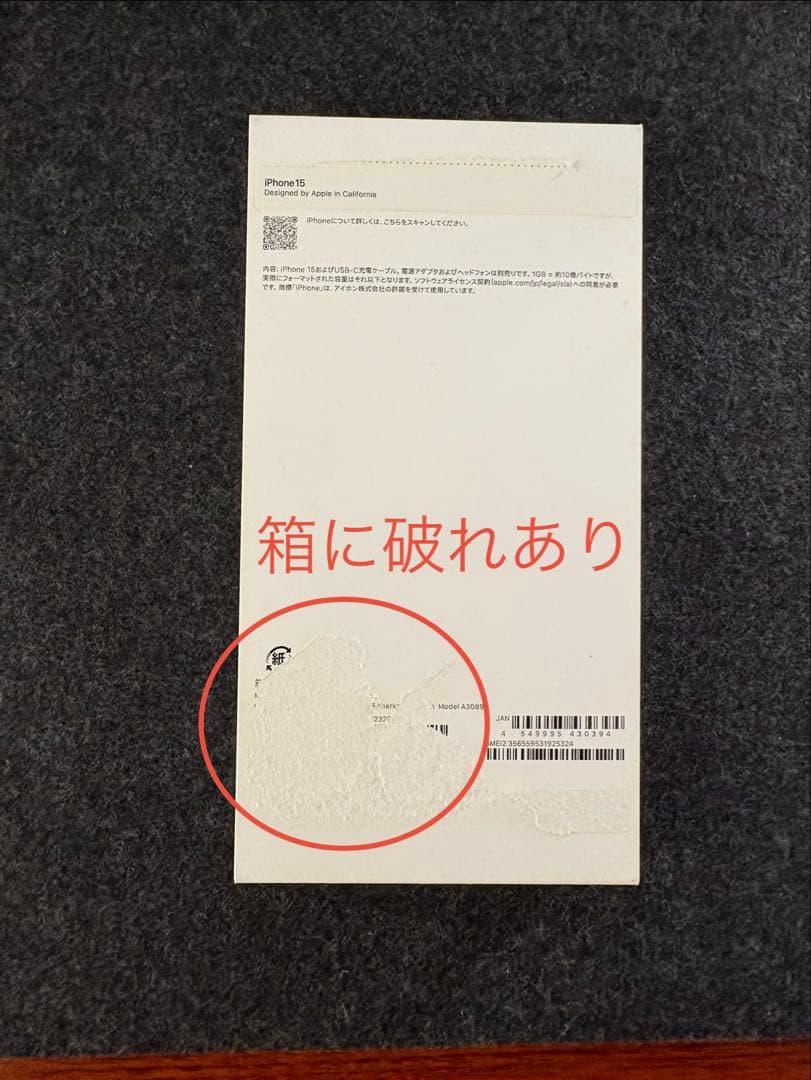 iPhone 15
Designed by Apple in California
iPhoneについて詳しくは、こちらをスキャンしてください。
内容: iPhone 15およびUSB-C充電ケーブル。電源アダプタおよびヘッドフォンは別売りです。1GB = 約10億バイトですが、
実際にフォーマットされた容量はそれ以下となります。ソフトウェアライセンス契約(apple.com/jp/legal/sla)への同意が必要
です。商標「iPhone」は、アイホン株式会社の許諾を受けて使用しています。
箱に破れあり
紙
Model A3089
JAN
4 549995 430394
IMEI2.356559531925324